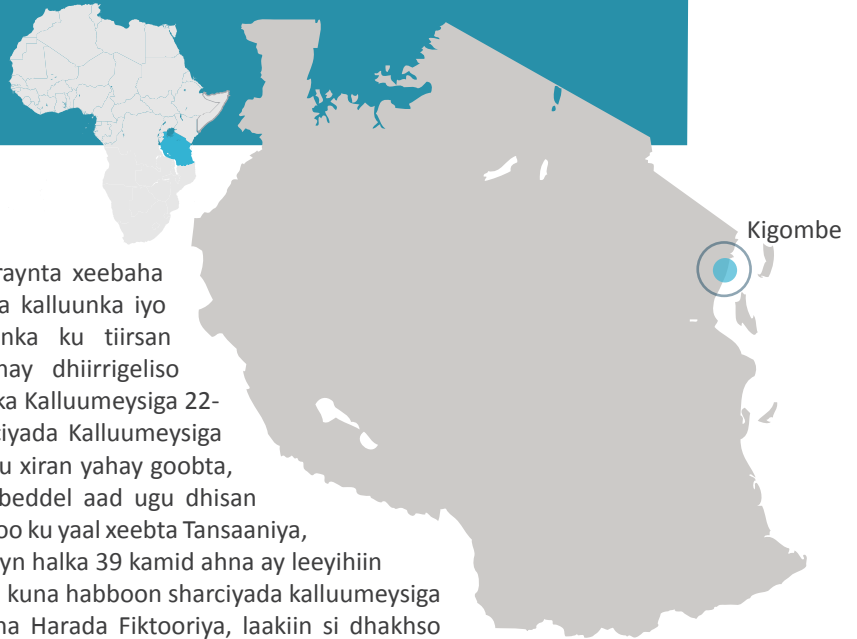 Kigombe
raynta xeebaha
a kalluunka iyo
nka ku tiirsan
nay dhiirrigeliso
ka Kalluumeysiga 22-
ciyada Kalluumeysiga
u xiran yahay goobta,
beddel aad ugu dhisan
oo ku yaal xeebta Tansaaniya,
yn halka 39 kamid ahna ay leeyihiin
kuna habboon sharciyada kalluumeysiga
na Harada Fiktooriya, laakiin si dhakhso